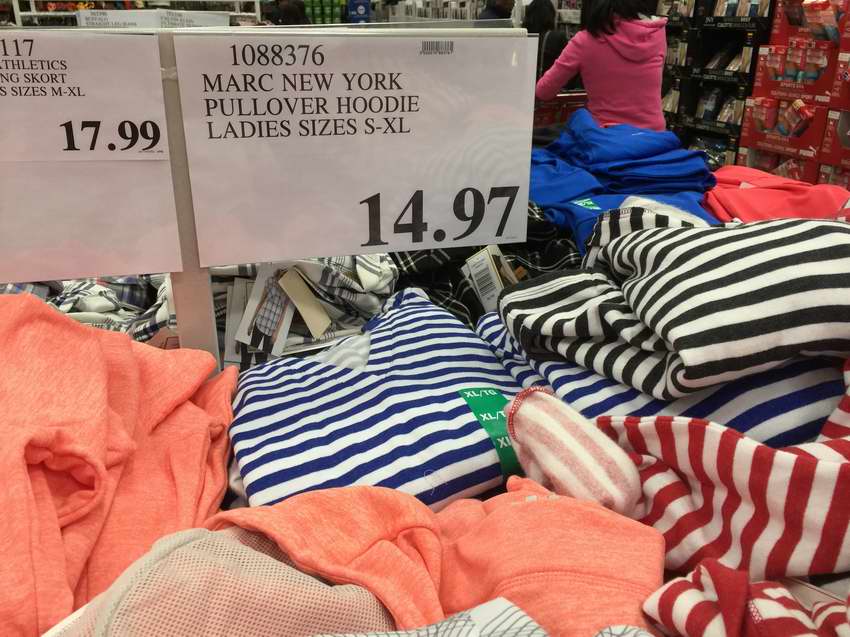 117
ATHLETICS
NG SKORT
S SIZES M-XL
17.99
1088376
MARC NEW YORK
PULLOVER HOODIE
LADIES SIZES S-XL
14.97
XL/TG
XL/T
XL